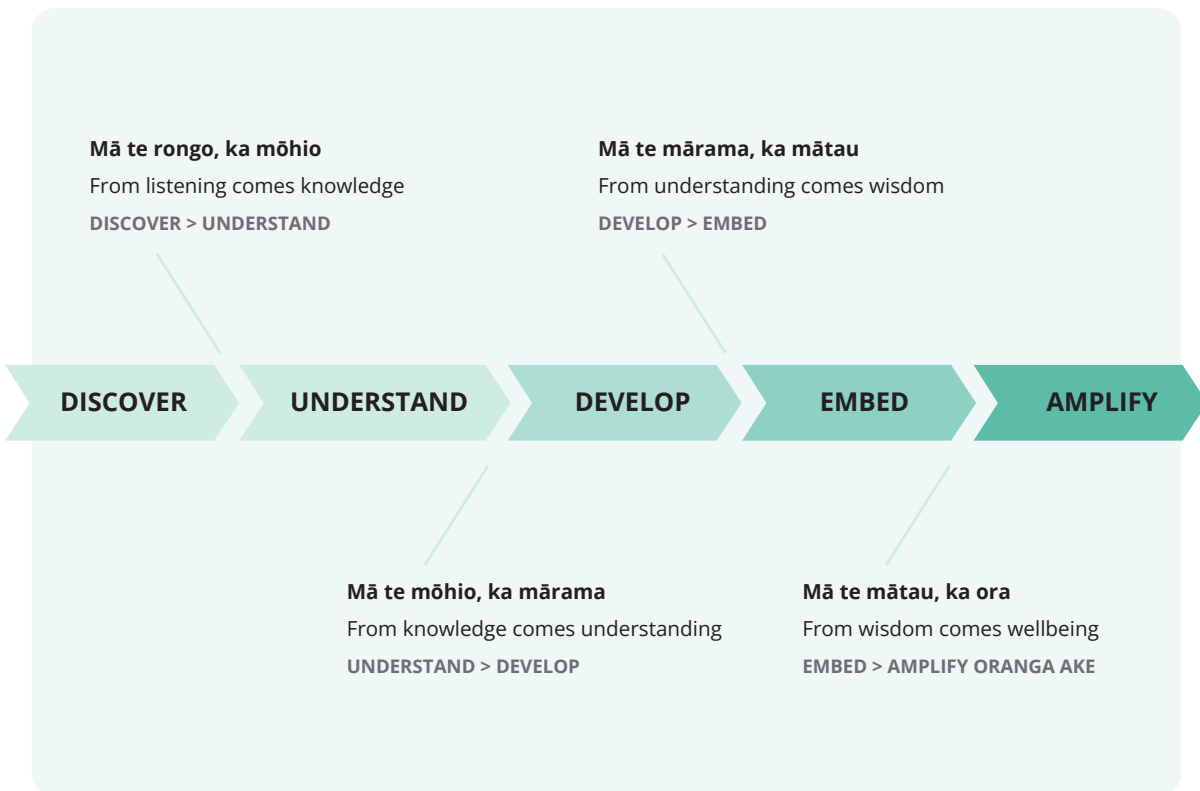 Mā te rongo, ka mōhio
From listening comes knowledge
DISCOVER > UNDERSTAND
Mā te mārama, ka mātau
From understanding comes wisdom
DEVELOP > EMBED
DISCOVER
UNDERSTAND
DEVELOP
EMBED
AMPLIFY
Mā te mōhio, ka mārama
From knowledge comes understanding
UNDERSTAND > DEVELOP
Mā te mātau, ka ora
From wisdom comes wellbeing
EMBED > AMPLIFY ORANGA AKE